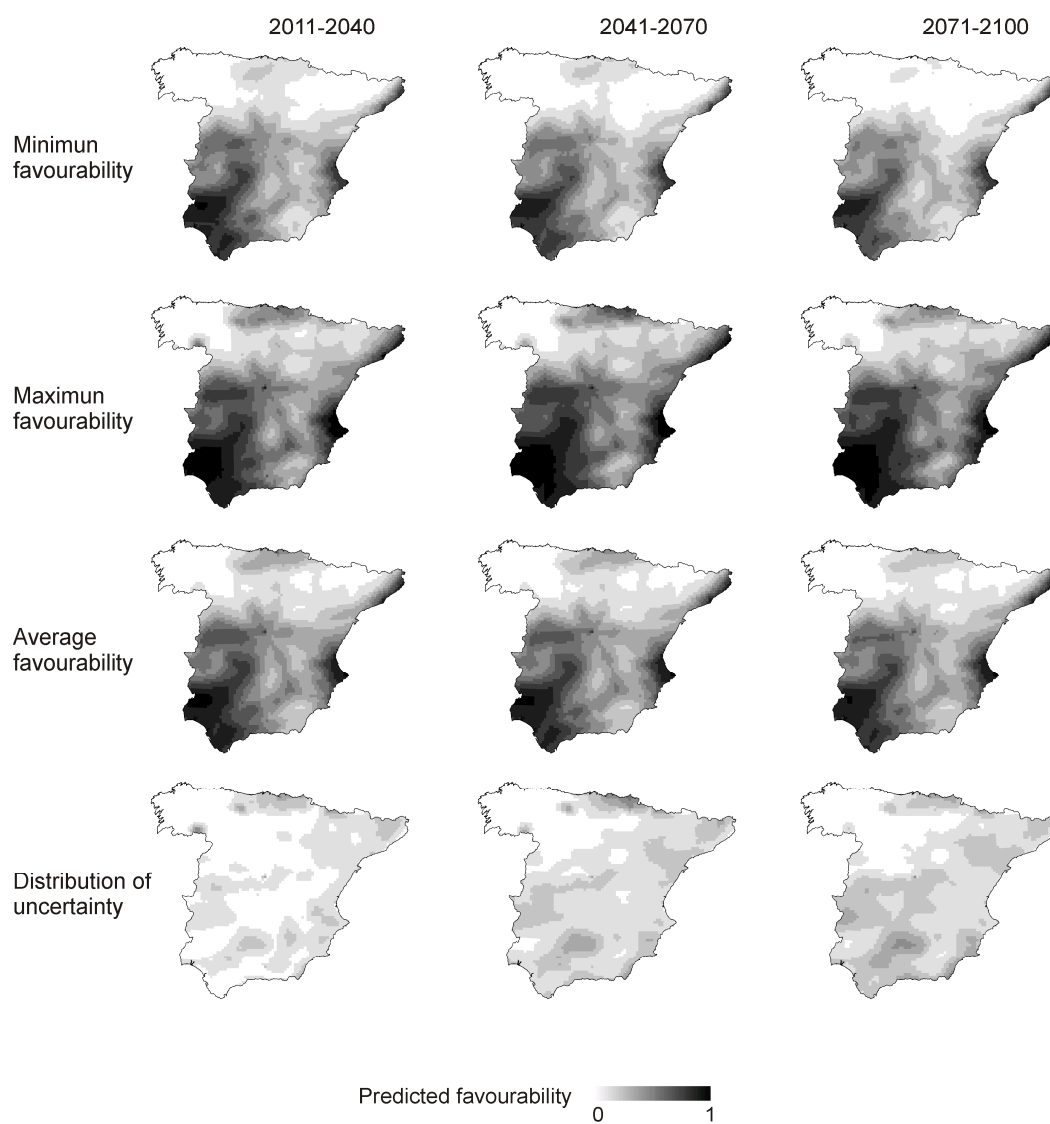 2011-2040 2041-2070 2071-2100
Minimun
favourability
Maximun
favourability
Average
favourability
Distribution of
uncertainty
Predicted favourability
0 1